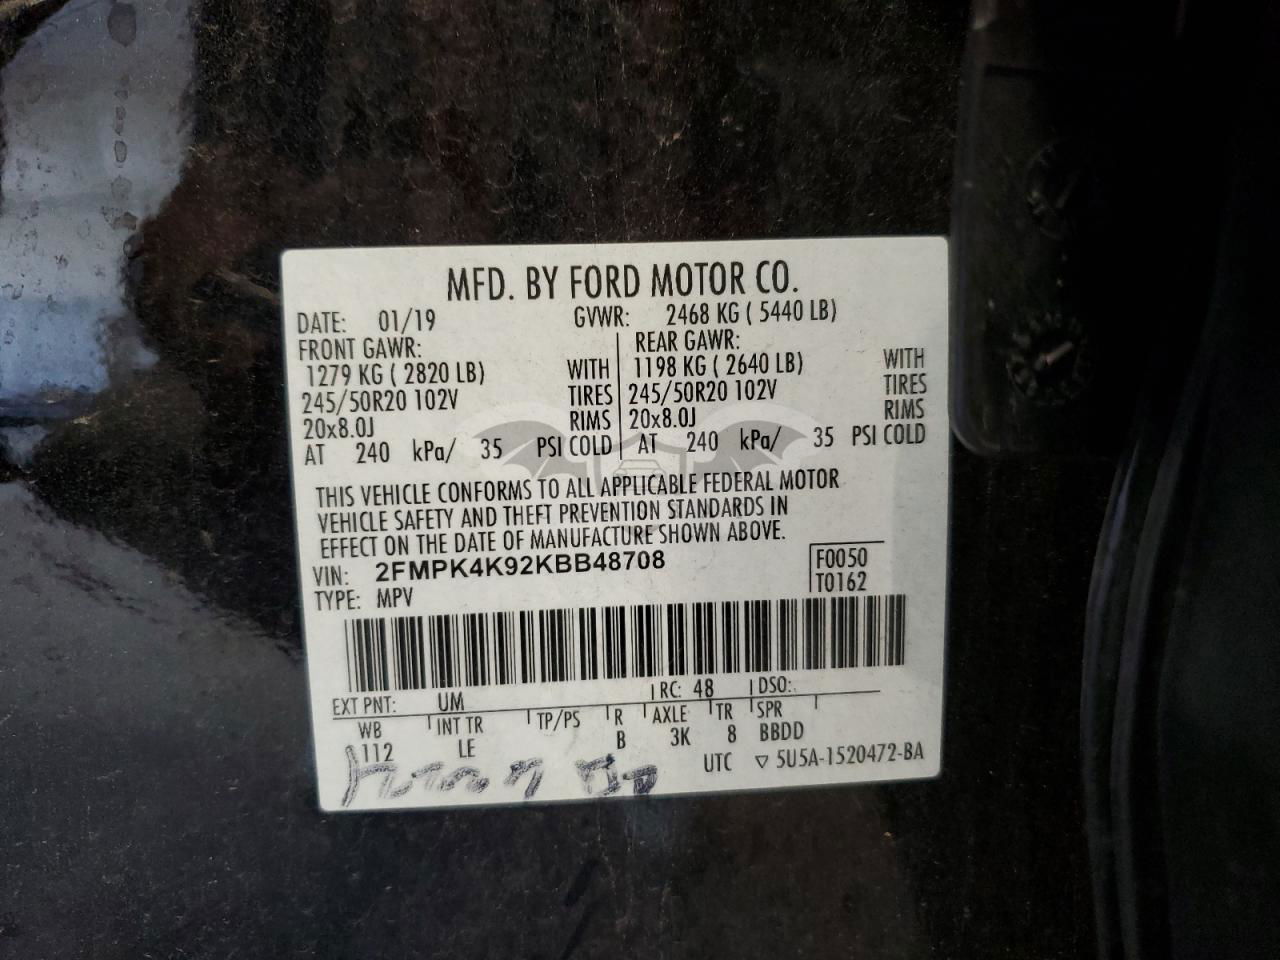 MFD. BY FORD MOTOR CO.
DATE: 01/19 GVWR: 2468 KG ( 5440 LB)
FRONT GAWR: REAR GAWR:
1279 KG ( 2820 LB) WITH 1198 KG ( 2640 LB) WITH
245/50R20 102V TIRES 245/50R20 102V TIRES
20x8.0J RIMS 20x8.0J RIMS
AT 240 kPa/ 35 PSI COLD AT 240 kPa/ 35 PSI COLD
THIS VEHICLE CONFORMS TO ALL APPLICABLE FEDERAL MOTOR
VEHICLE SAFETY AND THEFT PREVENTION STANDARDS IN
EFFECT ON THE DATE OF MANUFACTURE SHOWN ABOVE.
VIN: 2FMPK4K92KBB48708 F0050
TYPE: MPV T0162
EXT PNT: UM RC: 48 DSO:
WB INT TR TP/PS R AXLE TR SPR
112 LE B 3K 8 BBDD
UTC ▽ 5U5A-1520472-BA